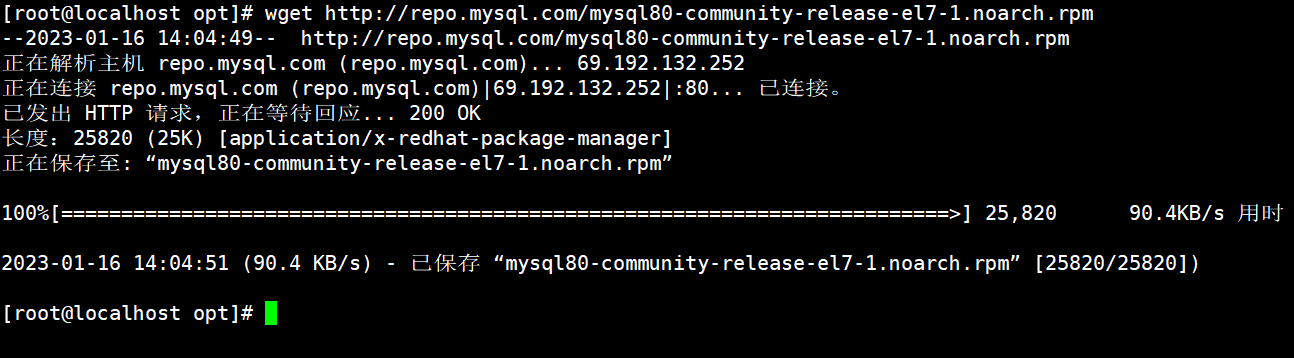 [root@localhost opt]# wget http://repo.mysql.com/mysql80-community-release-el7-1.noarch.rpm
--2023-01-16 14:04:49--  http://repo.mysql.com/mysql80-community-release-el7-1.noarch.rpm
正在解析主机 repo.mysql.com (repo.mysql.com)... 69.192.132.252
正在连接 repo.mysql.com (repo.mysql.com)|69.192.132.252|:80... 已连接。
已发出 HTTP 请求，正在等待回应... 200 OK
长度：25820 (25K) [application/x-redhat-package-manager]
正在保存至: “mysql80-community-release-el7-1.noarch.rpm”
100%[==========================================================================>] 25,820      90.4KB/s 用时
2023-01-16 14:04:51 (90.4 KB/s) - 已保存 “mysql80-community-release-el7-1.noarch.rpm” [25820/25820])
[root@localhost opt]#